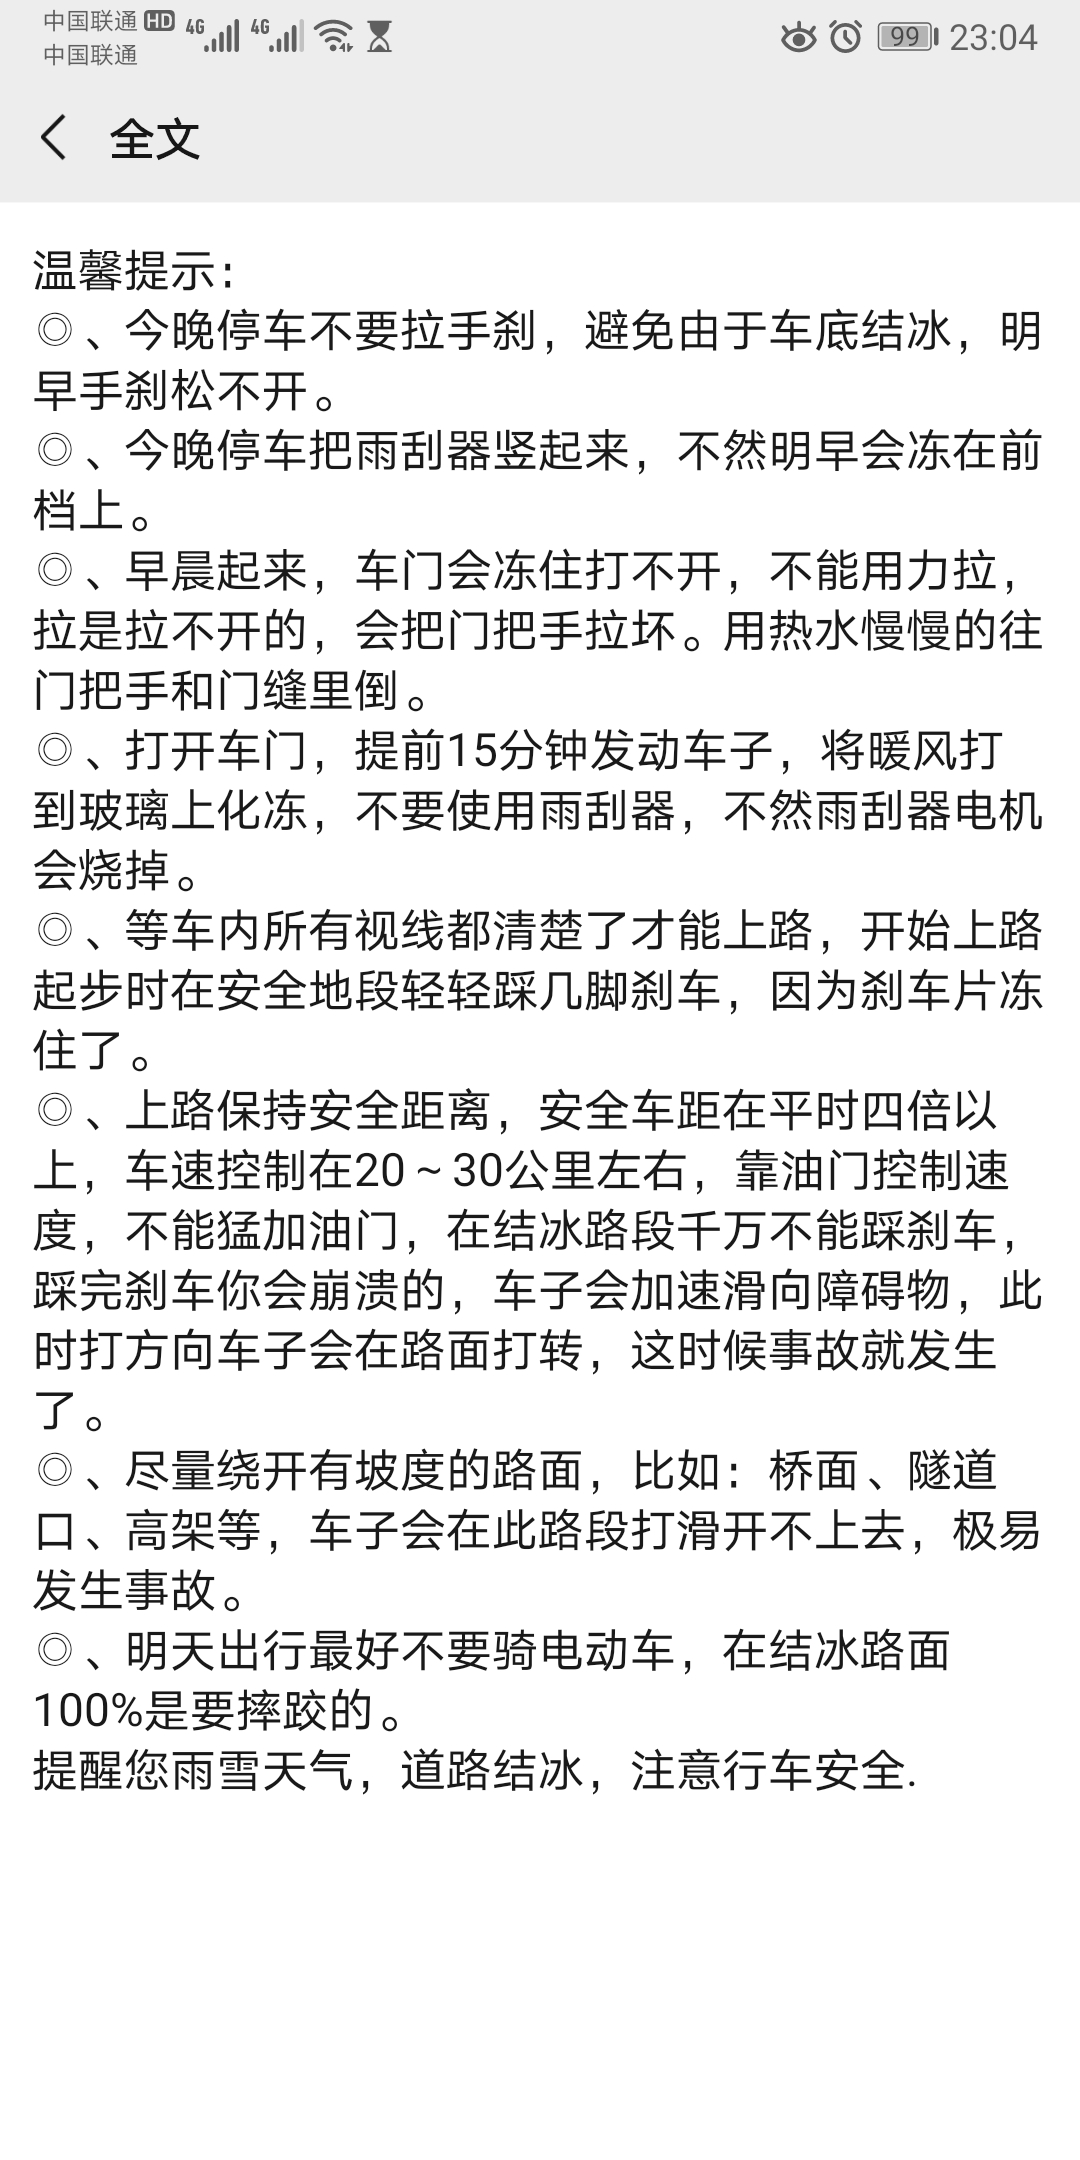 中国联通 HD 4G 4G 99 23:04
中国联通
全文
温馨提示：
◎、今晚停车不要拉手刹，避免由于车底结冰，明
早手刹松不开。
◎、今晚停车把雨刮器竖起来，不然明早会冻在前
档上。
◎、早晨起来，车门会冻住打不开，不能用力拉，
拉是拉不开的，会把门把手拉坏。用热水慢慢的往
门把手和门缝里倒。
◎、打开车门，提前15分钟发动车子，将暖风打
到玻璃上化冻，不要使用雨刮器，不然雨刮器电机
会烧掉。
◎、等车内所有视线都清楚了才能上路，开始上路
起步时在安全地段轻轻踩几脚刹车，因为刹车片冻
住了。
◎、上路保持安全距离，安全车距在平时四倍以
上，车速控制在20～30公里左右，靠油门控制速
度，不能猛加油门，在结冰路段千万不能踩刹车，
踩完刹车你会崩溃的，车子会加速滑向障碍物，此
时打方向车子会在路面打转，这时候事故就发生
了。
◎、尽量绕开有坡度的路面，比如：桥面、隧道
口、高架等，车子会在此路段打滑开不上去，极易
发生事故。
◎、明天出行最好不要骑电动车，在结冰路面
100%是要摔跤的。
提醒您雨雪天气，道路结冰，注意行车安全.